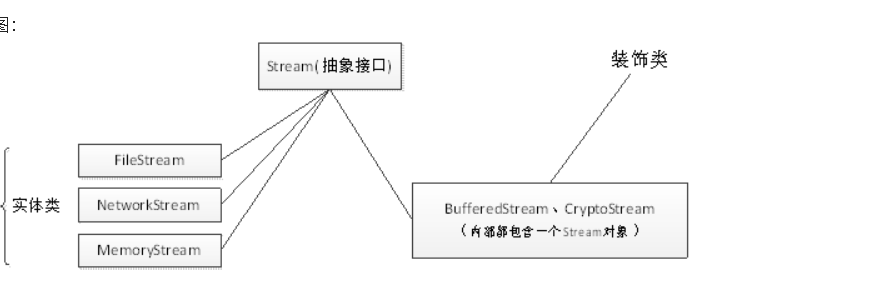 图：
Stream(抽象接口)
装饰类
FileStream
实体类
NetworkStream
MemoryStream
BufferedStream、CryptoStream
（内部都包含一个Stream对象）